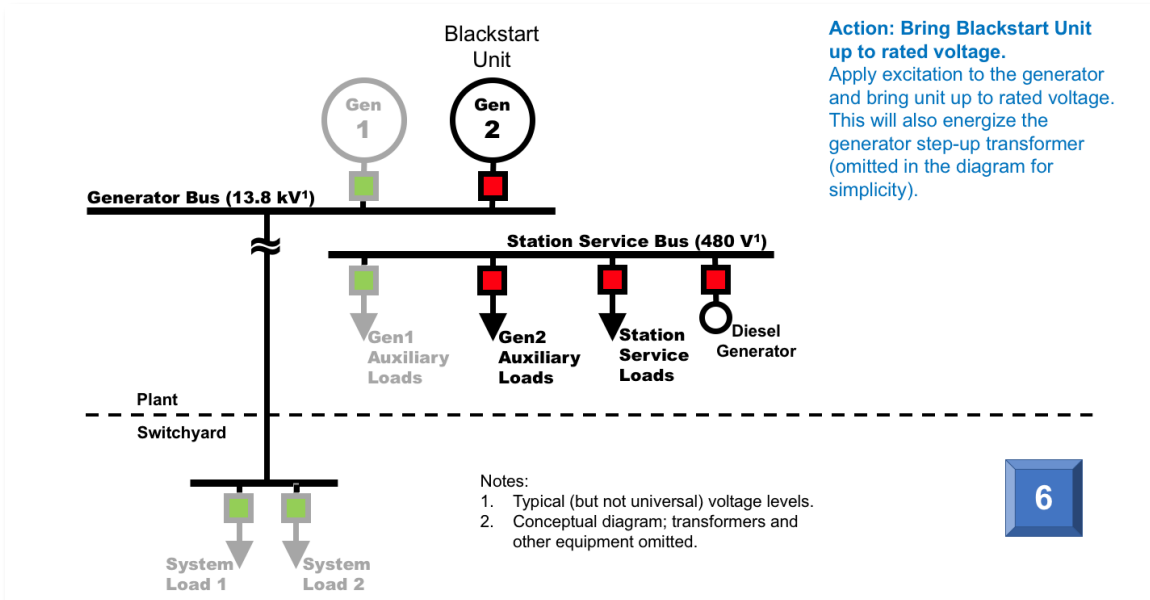 Blackstart
Unit
Action: Bring Blackstart Unit
up to rated voltage.
Apply excitation to the generator
and bring unit up to rated voltage.
This will also energize the
generator step-up transformer
(omitted in the diagram for
simplicity).
Gen
1
Gen
2
Generator Bus (13.8 kV¹)
Station Service Bus (480 V¹)
Gen1
Auxiliary
Loads
Gen2
Auxiliary
Loads
Station
Service
Loads
Diesel
Generator
Plant
Switchyard
Notes:
1. Typical (but not universal) voltage levels.
2. Conceptual diagram; transformers and
other equipment omitted.
6
System
Load 1
System
Load 2